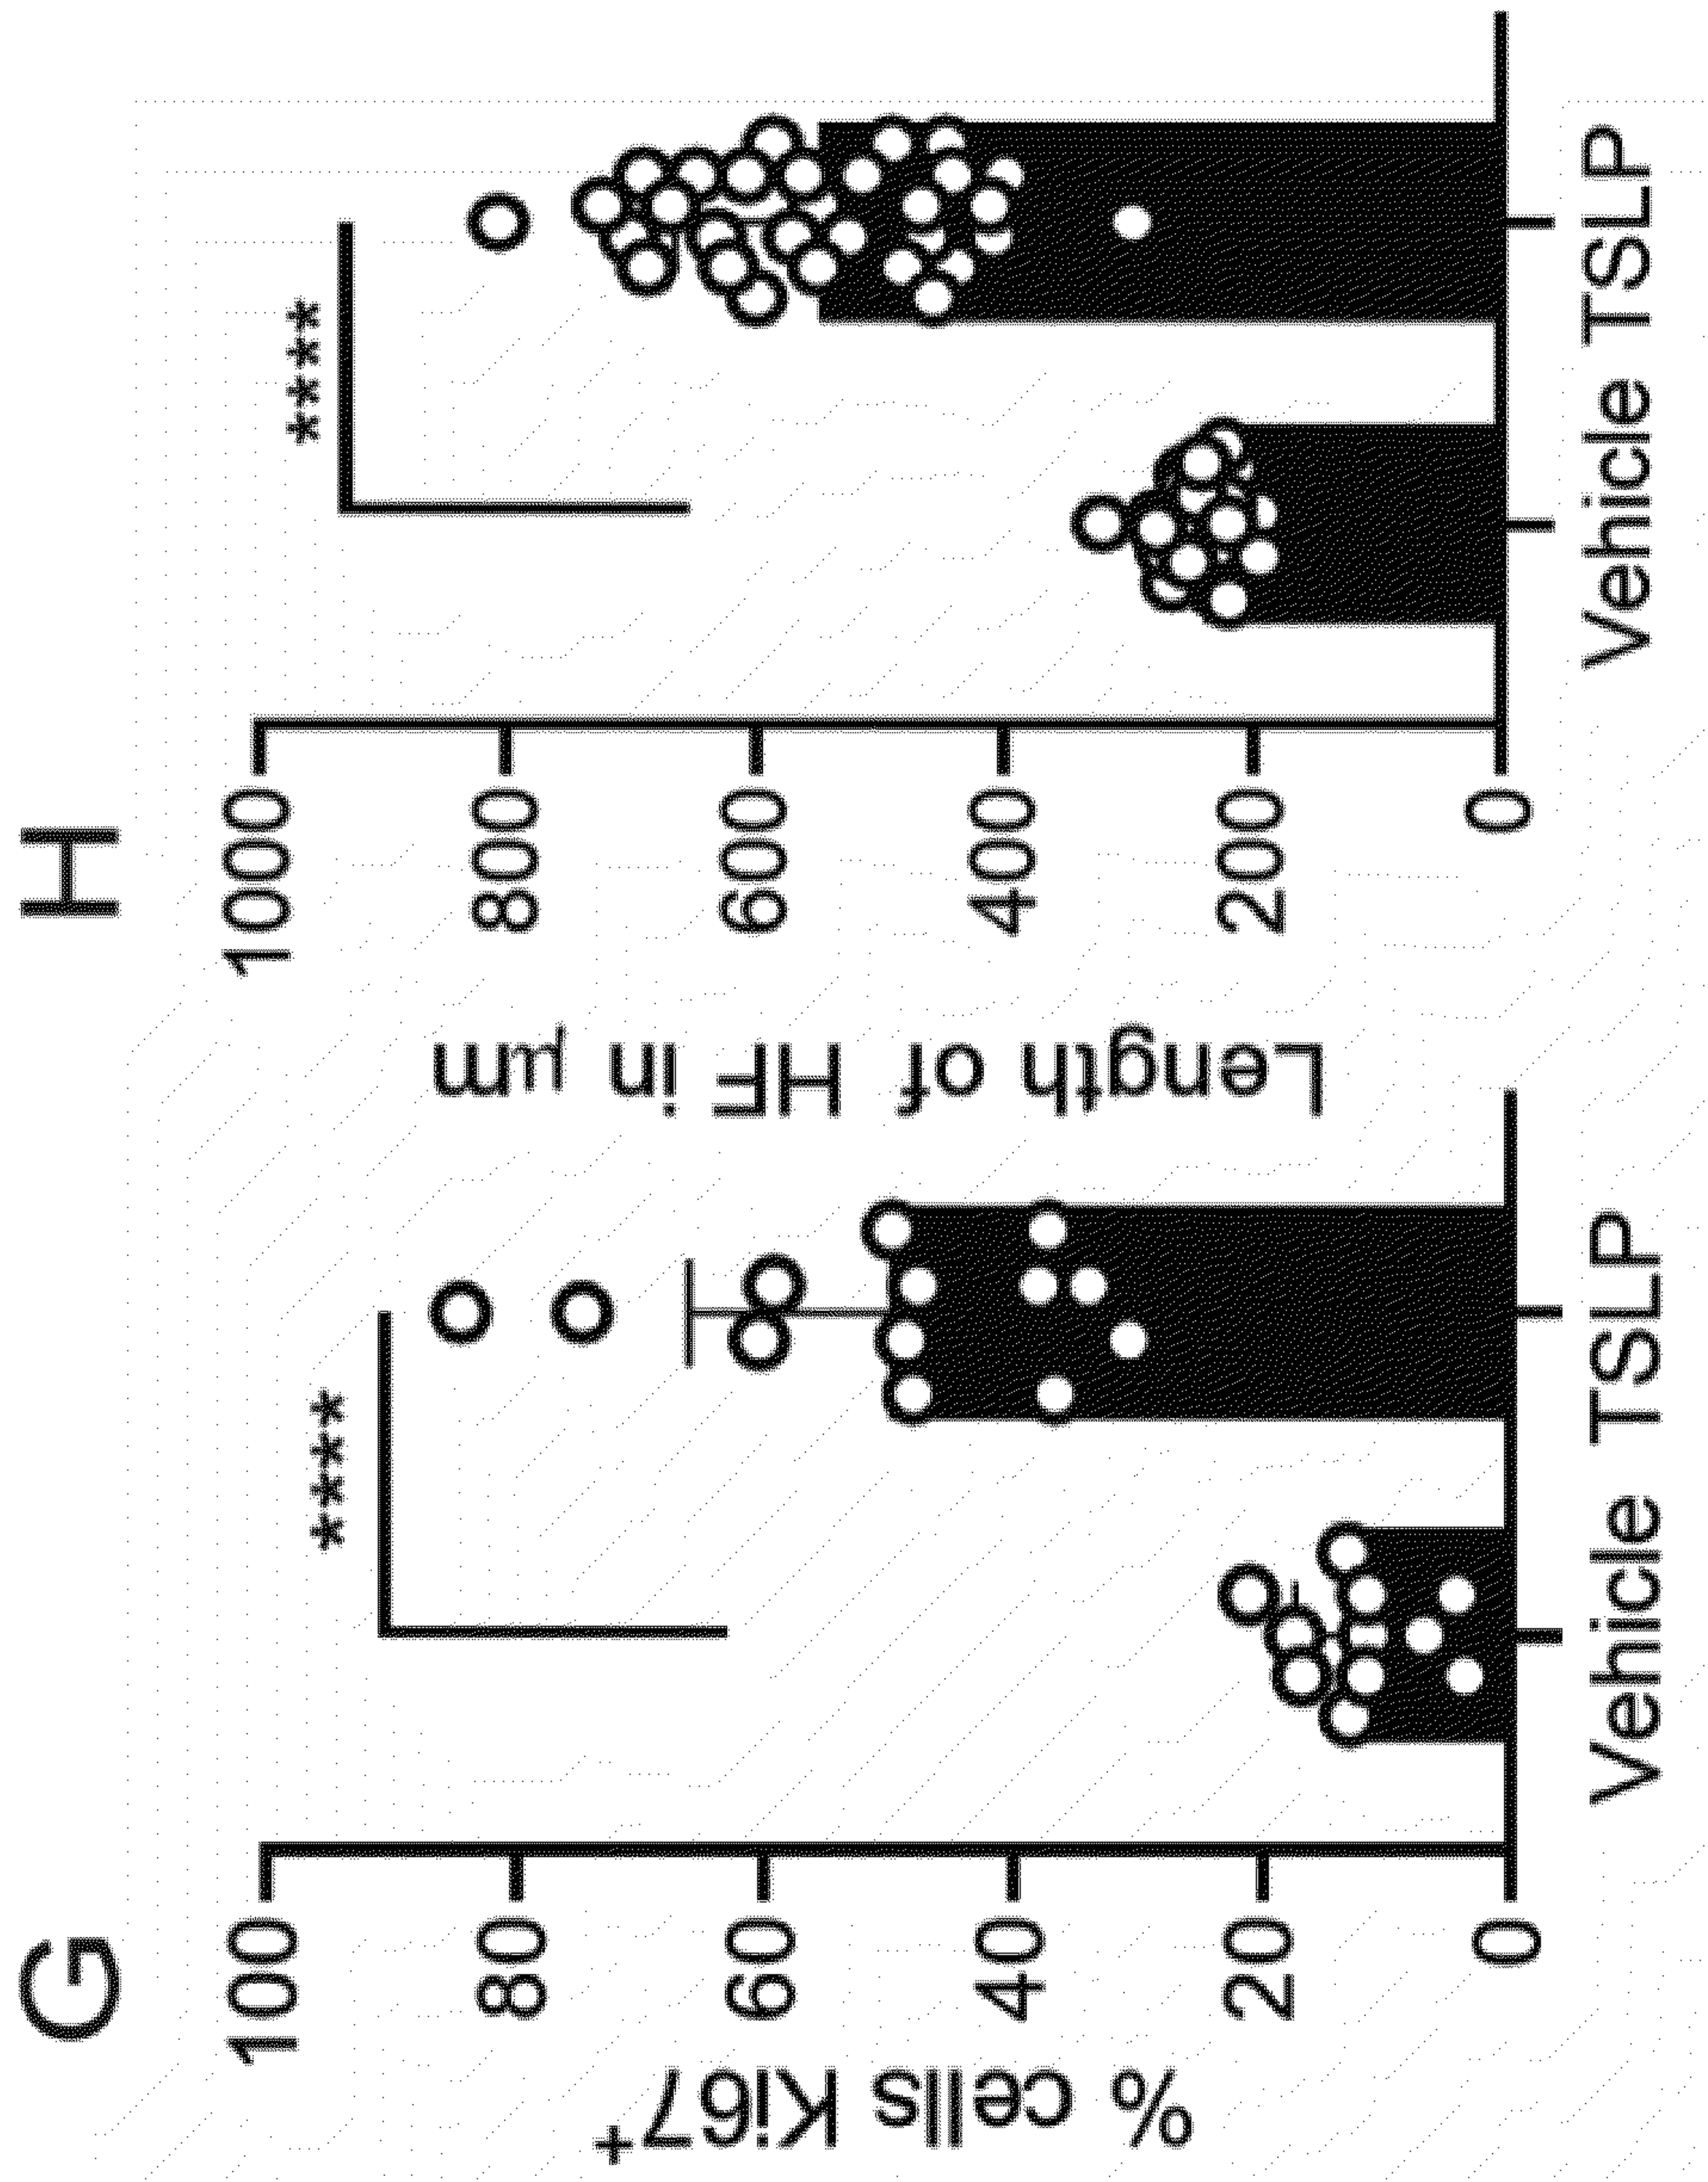 G
% cells Ki67⁺
100
80
60
40
20
0
****
Vehicle TSLP
H
Length of HF in μm
1000
800
600
400
200
0
****
Vehicle TSLP